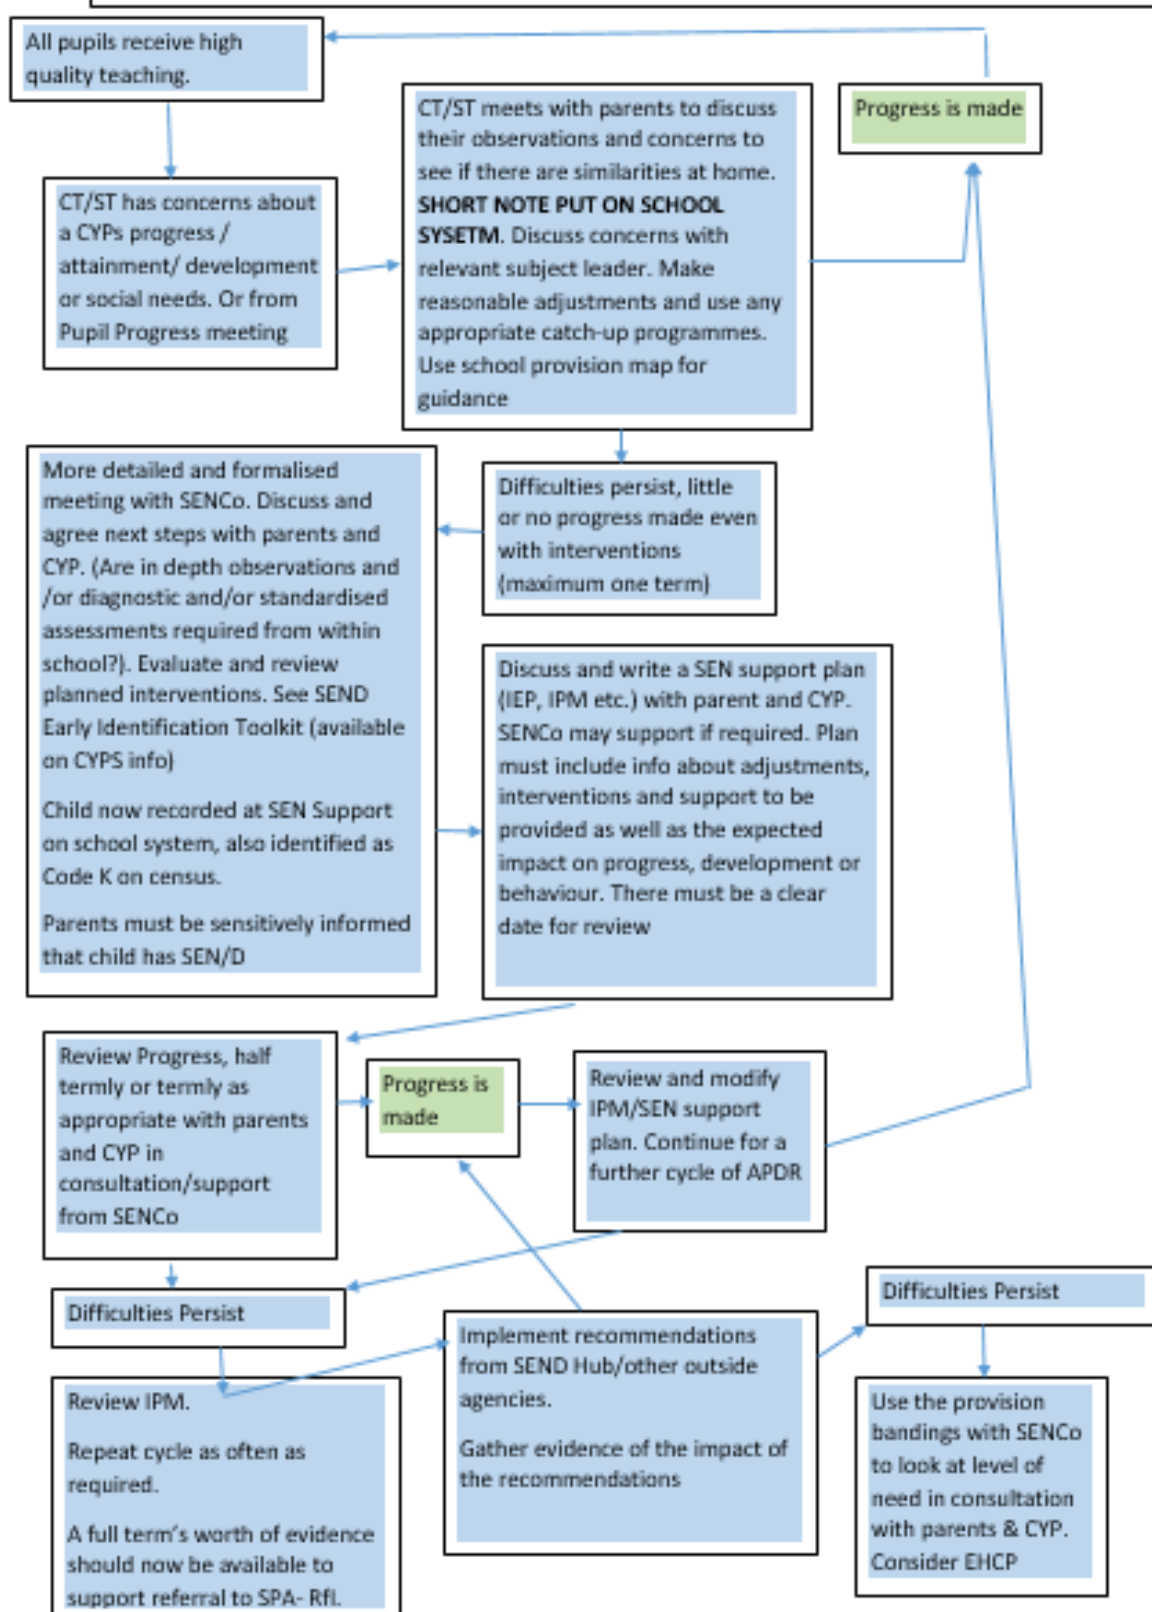 All pupils receive high
quality teaching.
Progress is made
CT/ST meets with parents to discuss
their observations and concerns to
see if there are similarities at home.
SHORT NOTE PUT ON SCHOOL
SYSETM. Discuss concerns with
relevant subject leader. Make
reasonable adjustments and use any
appropriate catch-up programmes.
Use school provision map for
guidance
CT/ST has concerns about
a CYPs progress /
attainment/ development
or social needs. Or from
Pupil Progress meeting
Difficulties persist, little
or no progress made even
with interventions
(maximum one term)
More detailed and formalised
meeting with SENCo. Discuss and
agree next steps with parents and
CYP. (Are in depth observations and
/or diagnostic and/or standardised
assessments required from within
school?). Evaluate and review
planned interventions. See SEND
Early Identification Toolkit (available
on CYPS info)
Child now recorded at SEN Support
on school system, also identified as
Code K on census.
Parents must be sensitively informed
that child has SEN/D
Discuss and write a SEN support plan
(IEP, IPM etc.) with parent and CYP.
SENCo may support if required. Plan
must include info about adjustments,
interventions and support to be
provided as well as the expected
impact on progress, development or
behaviour. There must be a clear
date for review
Review Progress, half
termly or termly as
appropriate with parents
and CYP in
consultation/support
from SENCo
Progress is
made
Review and modify
IPM/SEN support
plan. Continue for a
further cycle of APDR
Difficulties Persist
Review IPM.
Repeat cycle as often as
required.
A full term's worth of evidence
should now be available to
support referral to SPA- RfI.
Implement recommendations
from SEND Hub/other outside
agencies.
Gather evidence of the impact of
the recommendations
Difficulties Persist
Use the provision
bandings with SENCo
to look at level of
need in consultation
with parents & CYP.
Consider EHCP